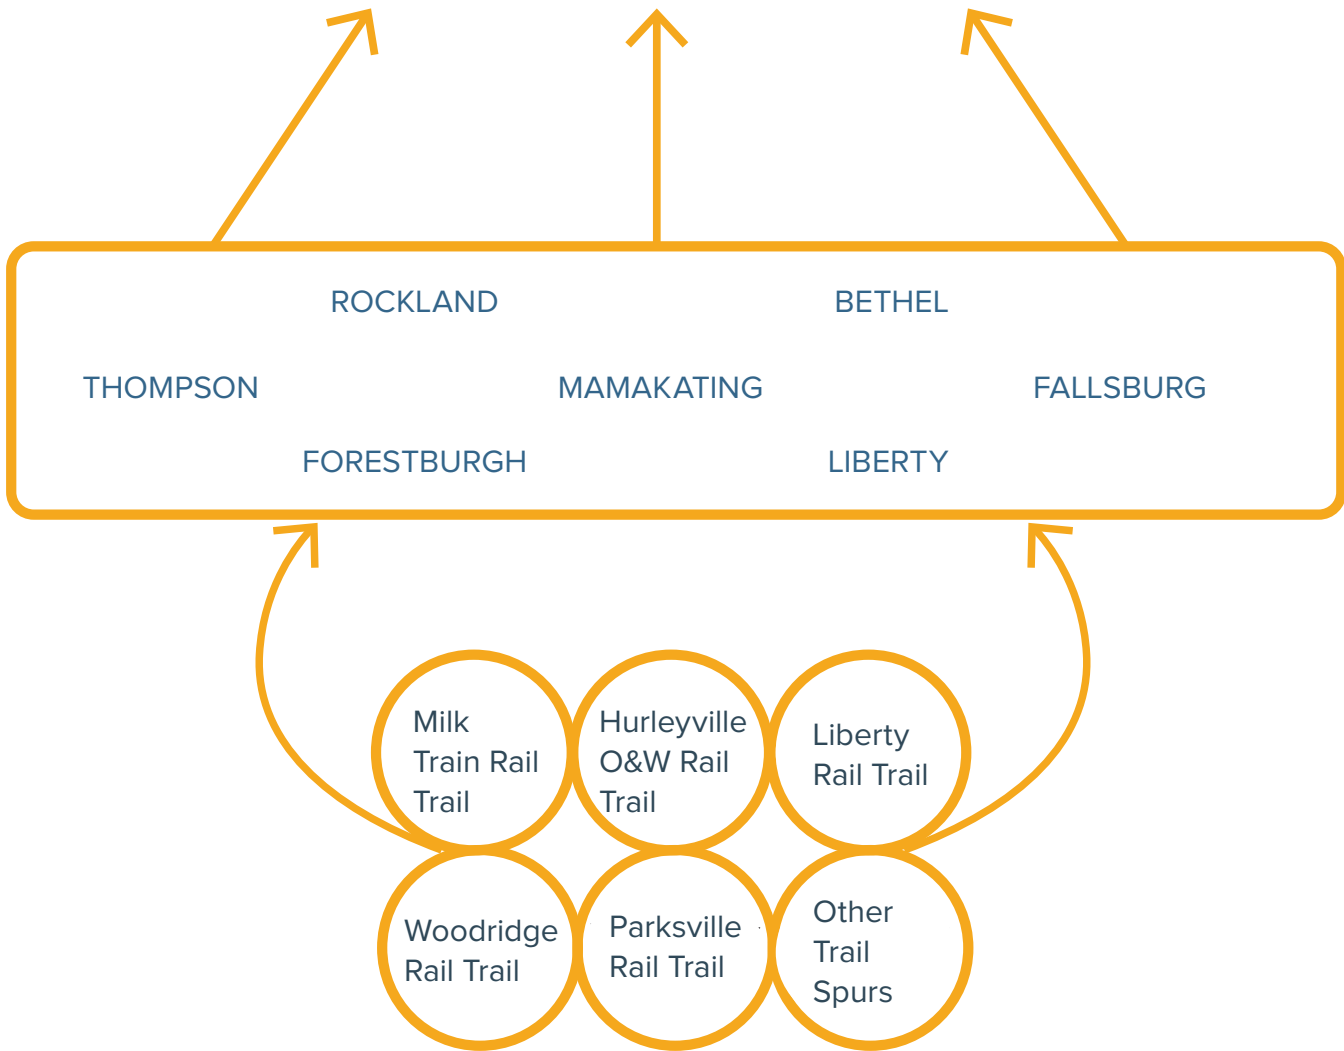 ROCKLAND
BETHEL
THOMPSON
MAMAKATING
FALLSBURG
FORESTBURGH
LIBERTY
Milk
Train Rail
Trail
Hurleyville
O&W Rail
Trail
Liberty
Rail Trail
Woodridge
Rail Trail
Parksville
Rail Trail
Other
Trail
Spurs